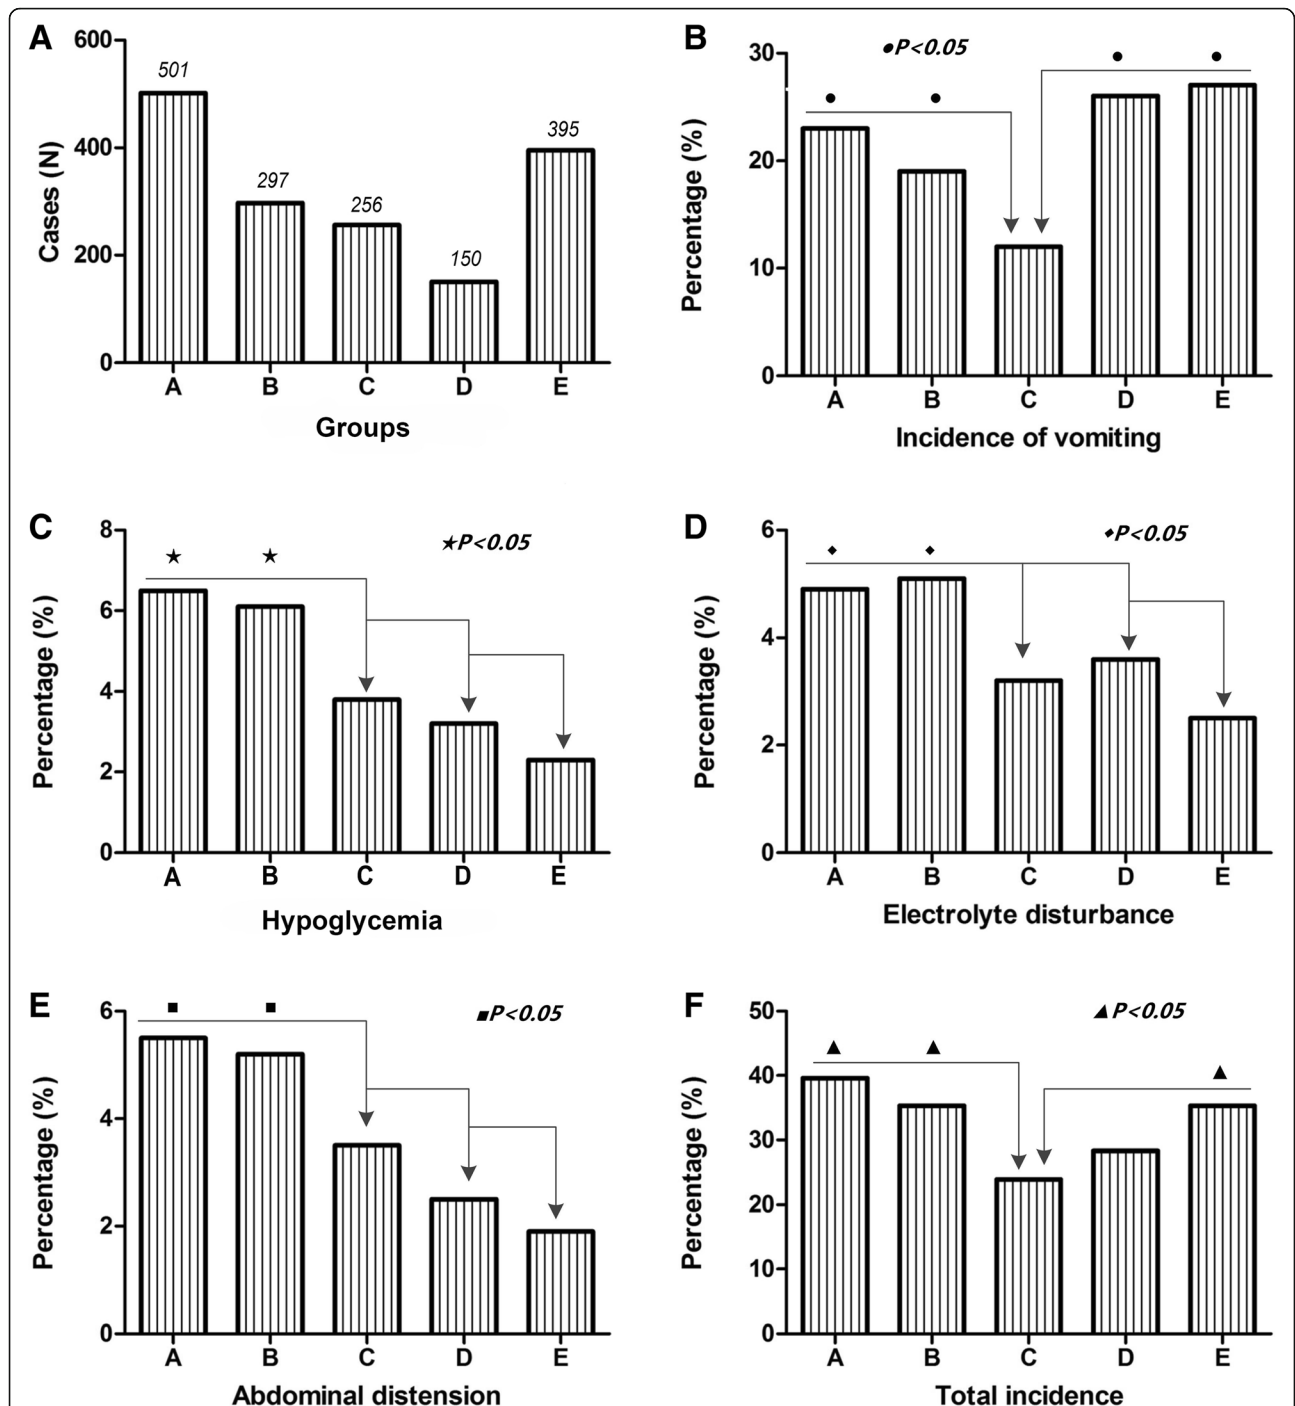 A
600
400
200
0
Cases (N)
501
297
256
150
395
A B C D E
Groups
B
●P<0.05
30
20
10
0
Percentage (%)
A B C D E
Incidence of vomiting
C
★P<0.05
8
6
4
2
0
Percentage (%)
A B C D E
Hypoglycemia
D
◆P<0.05
6
4
2
0
Percentage (%)
A B C D E
Electrolyte disturbance
E
■P<0.05
6
4
2
0
Percentage (%)
A B C D E
Abdominal distension
F
▲P<0.05
50
40
30
20
10
0
Percentage (%)
A B C D E
Total incidence